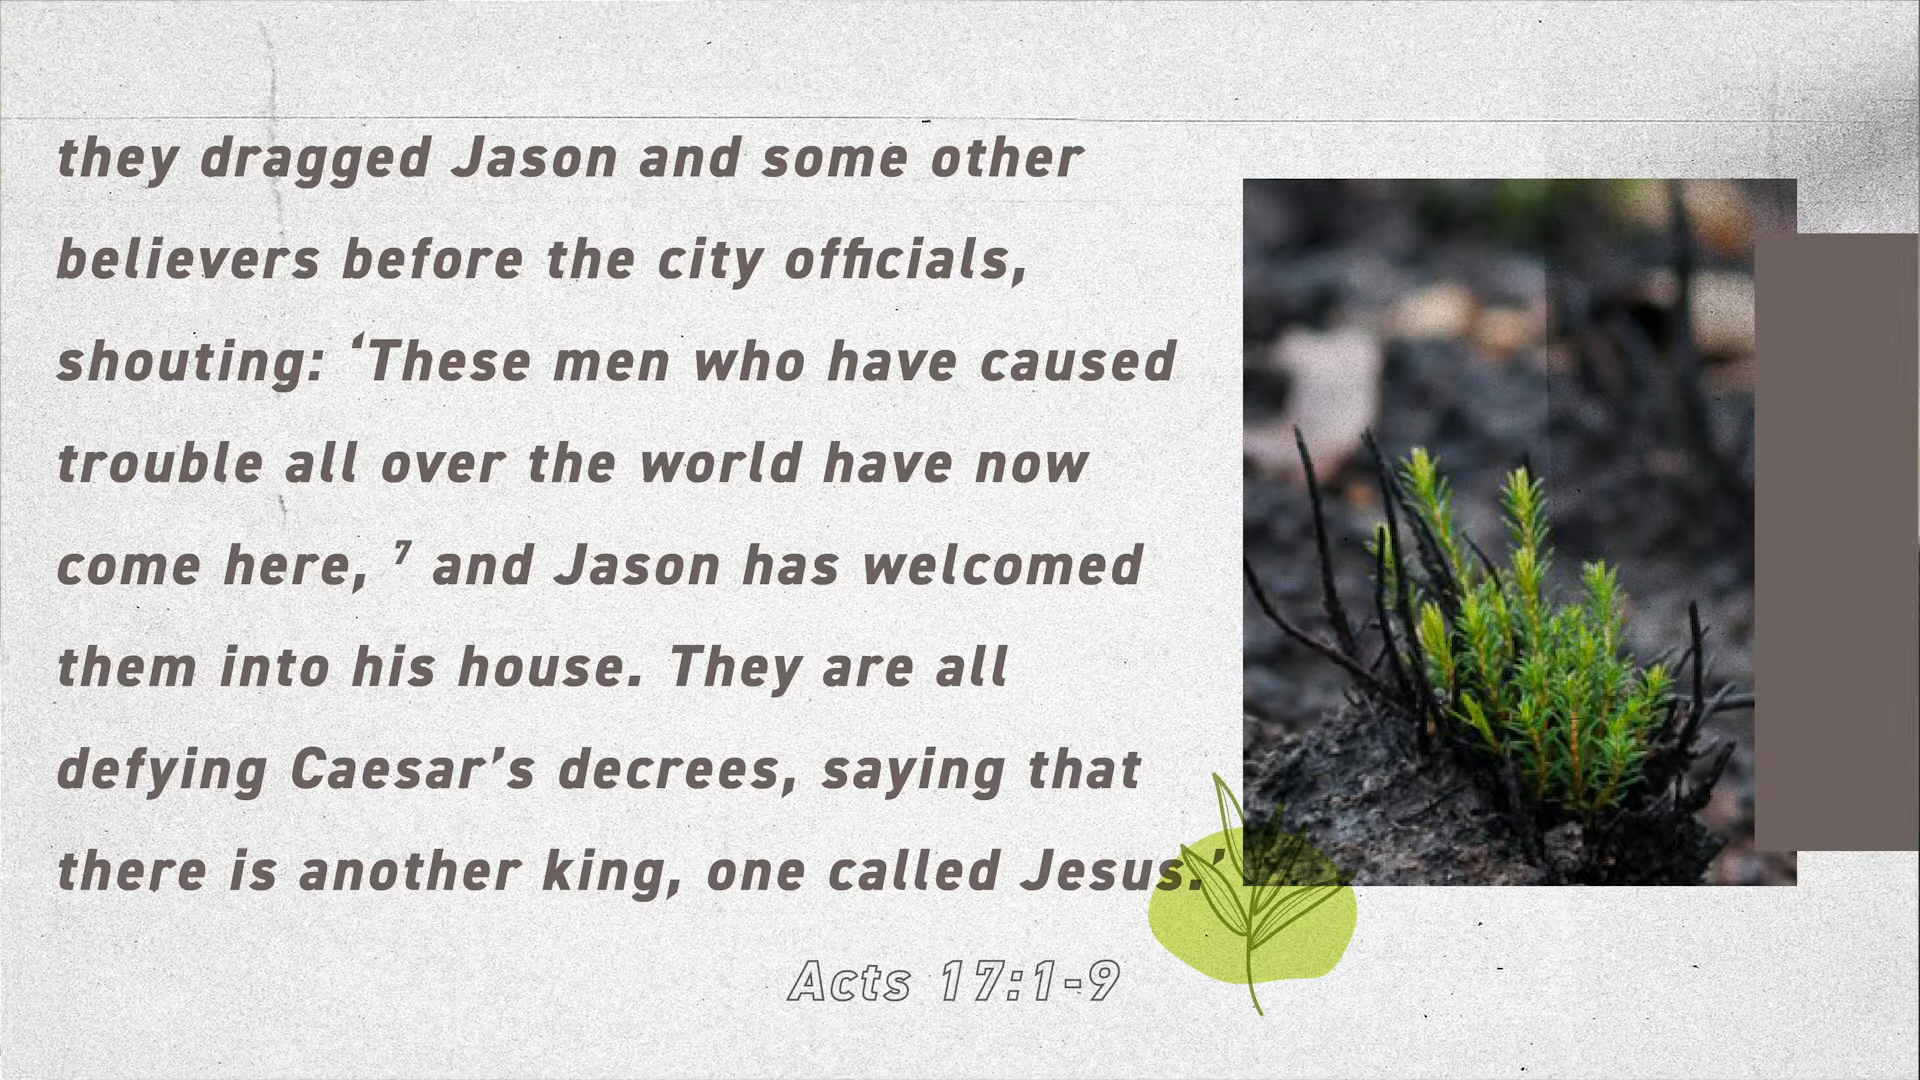 they dragged Jason and some other
believers before the city officials,
shouting: ‘These men who have caused
trouble all over the world have now
come here, ⁷ and Jason has welcomed
them into his house. They are all
defying Caesar’s decrees, saying that
there is another king, one called Jesus.’
Acts 17:1-9